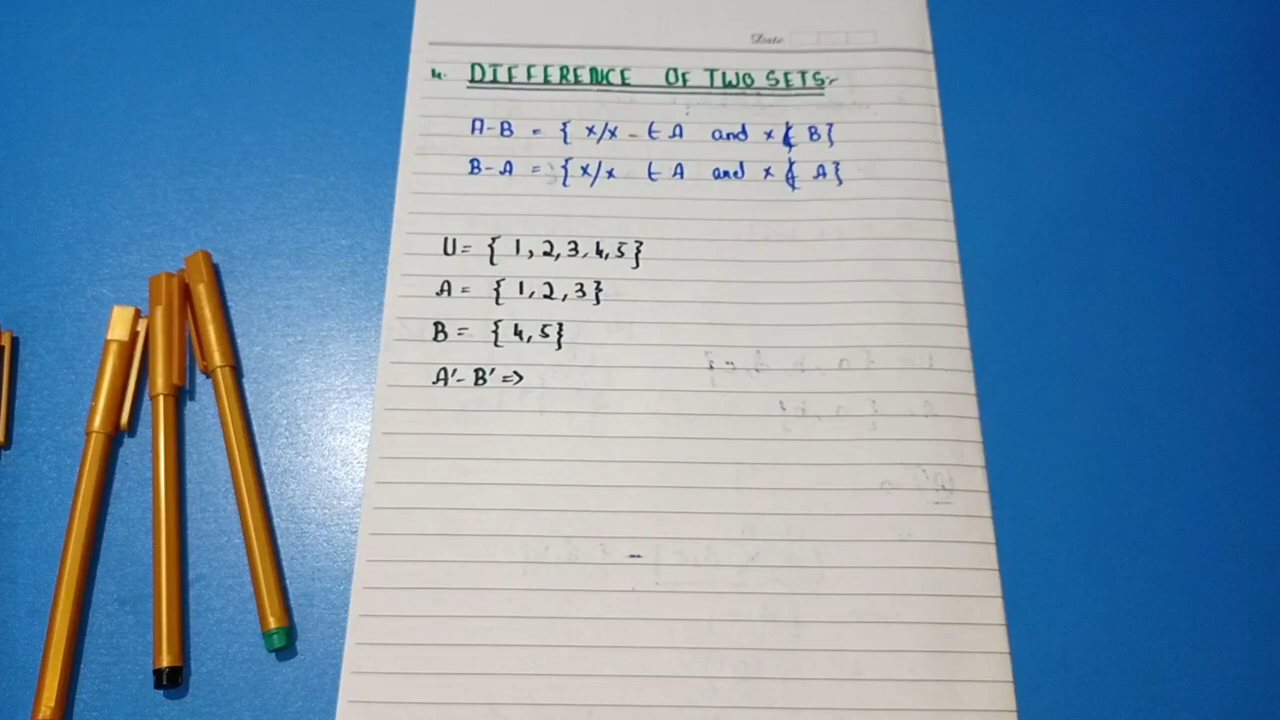 Date
4. DIFFERENCE OF TWO SETS:-
A-B = { x/x - ∈ A and x ∉ B}
B-A = {x/x ∈ A and x ∉ A}
U = { 1, 2, 3, 4, 5}
A = { 1, 2, 3}
B = { 4, 5}
A'- B' =>